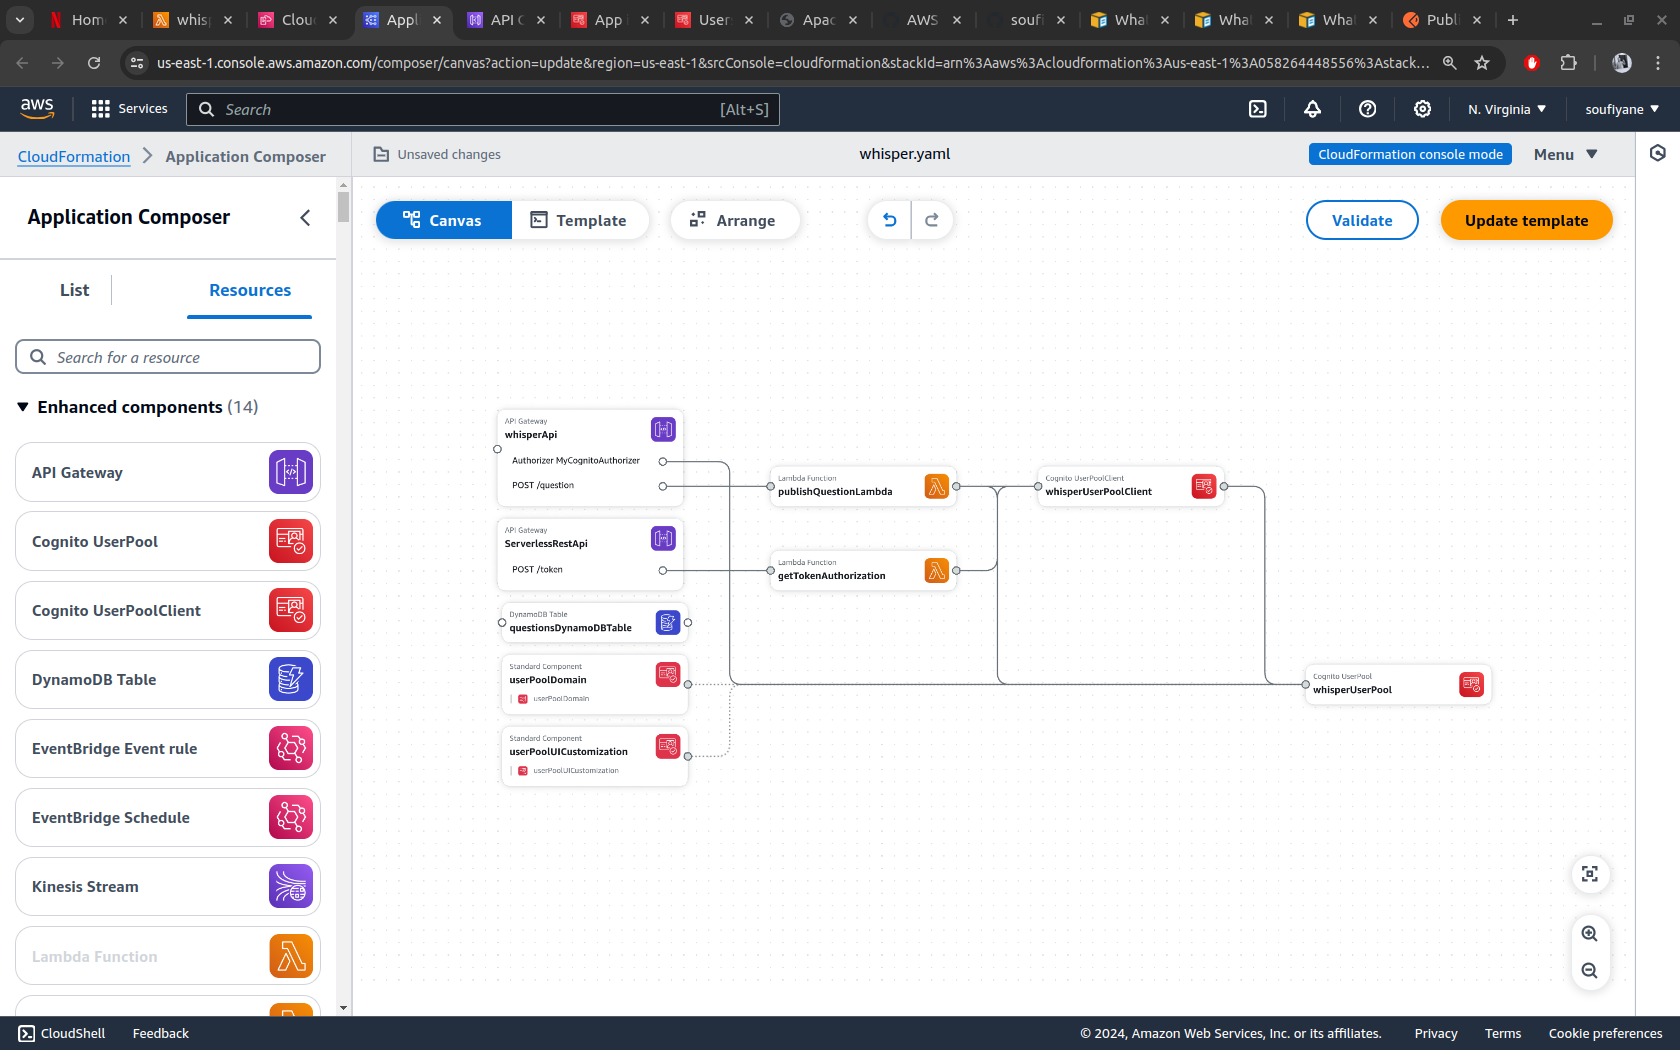 Hom
whisp
Clou
Appl
API C
App i
Users
Apac
AWS
soufi
Wha
Wha
Wha
Publi
us-east-1.console.aws.amazon.com/composer/canvas?action=update&region=us-east-1&srcConsole=cloudformation&stackId=arn%3Aaws%3Acloudformation%3Aus-east-1%3A058264448556%3Astack...
aws
Services
Search
[Alt+S]
N. Virginia
soufiyane
CloudFormation
Application Composer
Unsaved changes
whisper.yaml
CloudFormation console mode
Menu
Application Composer
Canvas
Template
Arrange
Validate
Update template
List
Resources
Search for a resource
Enhanced components (14)
API Gateway
Cognito UserPool
Cognito UserPoolClient
DynamoDB Table
EventBridge Event rule
EventBridge Schedule
Kinesis Stream
Lambda Function
API Gateway
whisperApi
Authorizer MyCognitoAuthorizer
POST /question
API Gateway
ServerlessRestApi
POST /token
DynamoDB Table
questionsDynamoDBTable
Standard Component
userPoolDomain
userPoolDomain
Standard Component
userPoolUICustomization
userPoolUICustomization
Lambda Function
publishQuestionLambda
Lambda Function
getTokenAuthorization
Cognito UserPoolClient
whisperUserPoolClient
Cognito UserPool
whisperUserPool
CloudShell
Feedback
© 2024, Amazon Web Services, Inc. or its affiliates.
Privacy
Terms
Cookie preferences